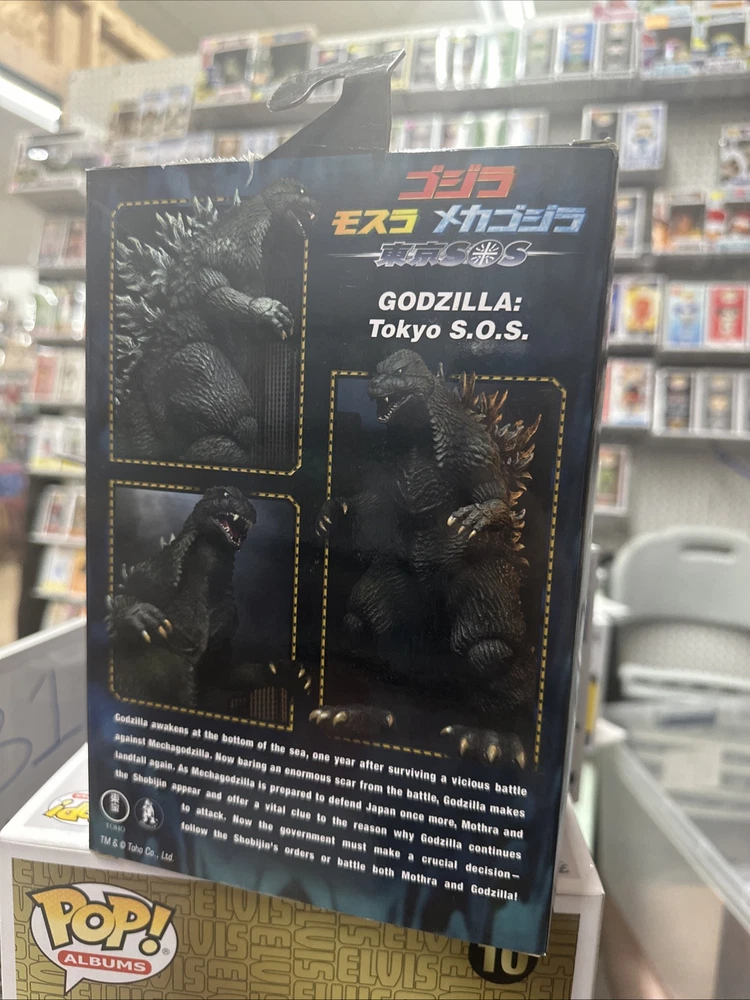 ゴジラ
モスラ メカゴジラ
東京SOS
GODZILLA:
Tokyo S.O.S.
Godzilla awakens at the bottom of the sea, one year after surviving a vicious battle
against Mechagodzilla. Now baring an enormous scar from the battle, Godzilla makes
landfall again. As Mechagodzilla is prepared to defend Japan once more, Mothra and
the Shobijin appear and offer a vital clue to the reason why Godzilla continues
to attack. Now the government must make a crucial decision–
follow the Shobijin's orders or battle both Mothra and Godzilla!
TOHO
TM & © Toho Co., Ltd.
31
POP!
ALBUMS
ELVIS
10